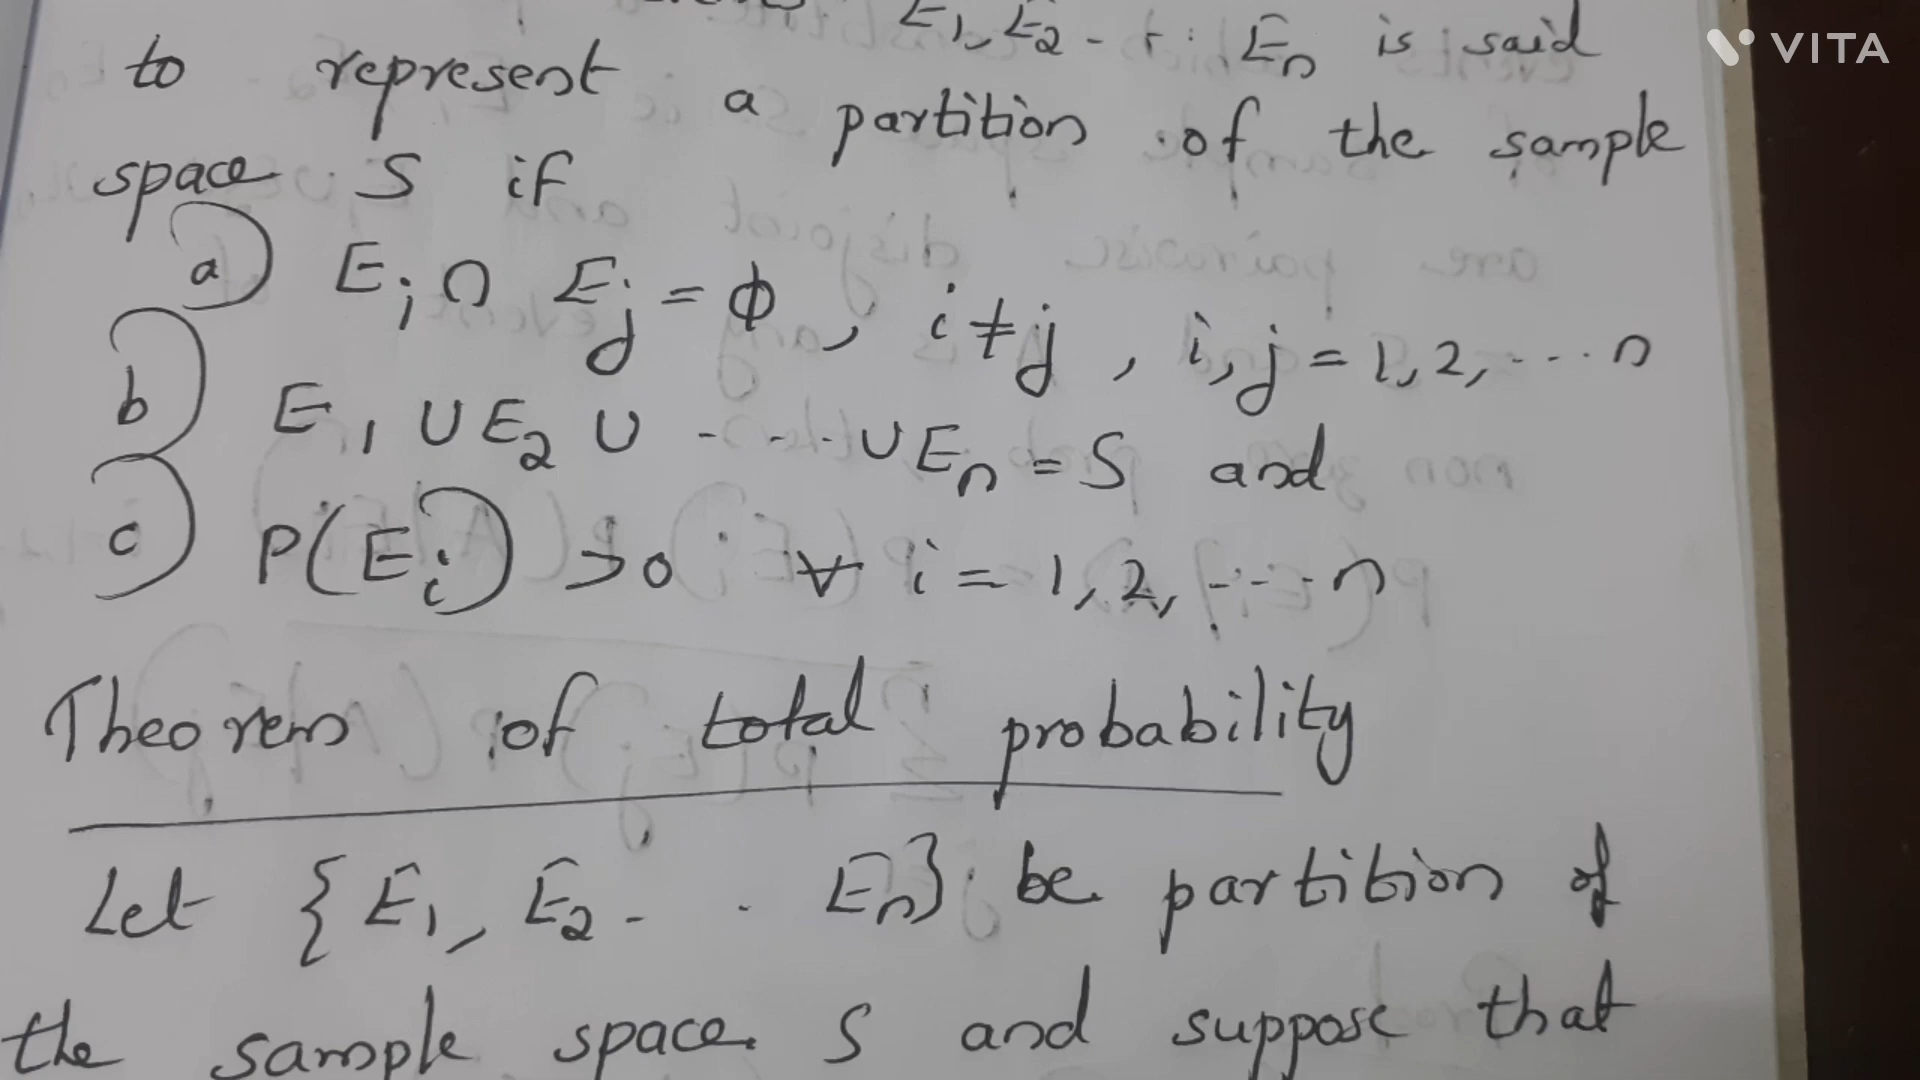 E1, E2 - . . En is said
VITA
to represent a partition of the sample
space S if
a) Ei ∩ Ej = ϕ, i ≠ j, i, j = 1, 2, .... n
b) E1 ∪ E2 ∪ - - .. ∪ En = S and
c) P(Ei) > 0 ∀ i = 1, 2, --- n
Theorem of total probability
Let {E1, E2 - . En} be partition of
the sample space S and suppose that